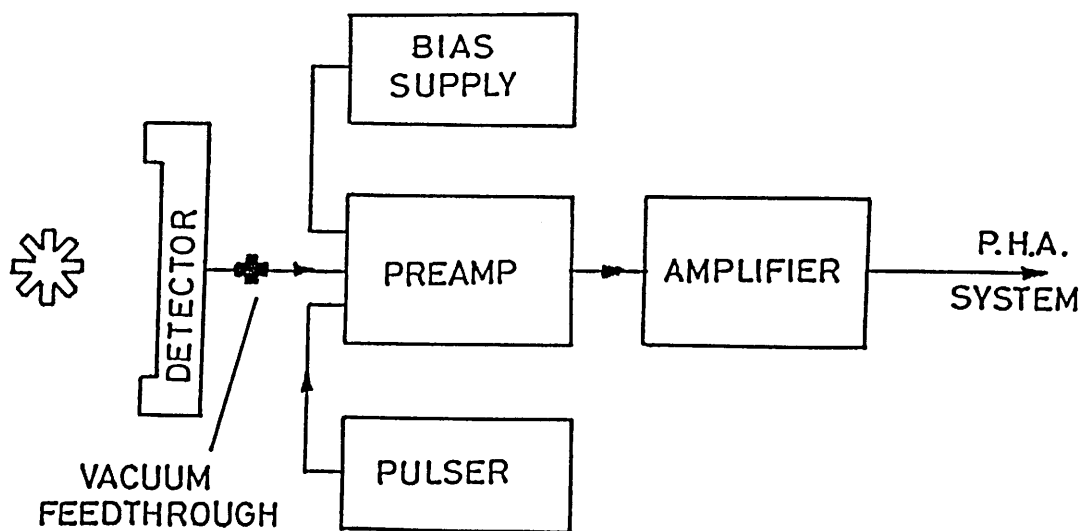 BIAS
SUPPLY
DETECTOR
PREAMP
AMPLIFIER
P.H.A.
SYSTEM
VACUUM
FEEDTHROUGH
PULSER